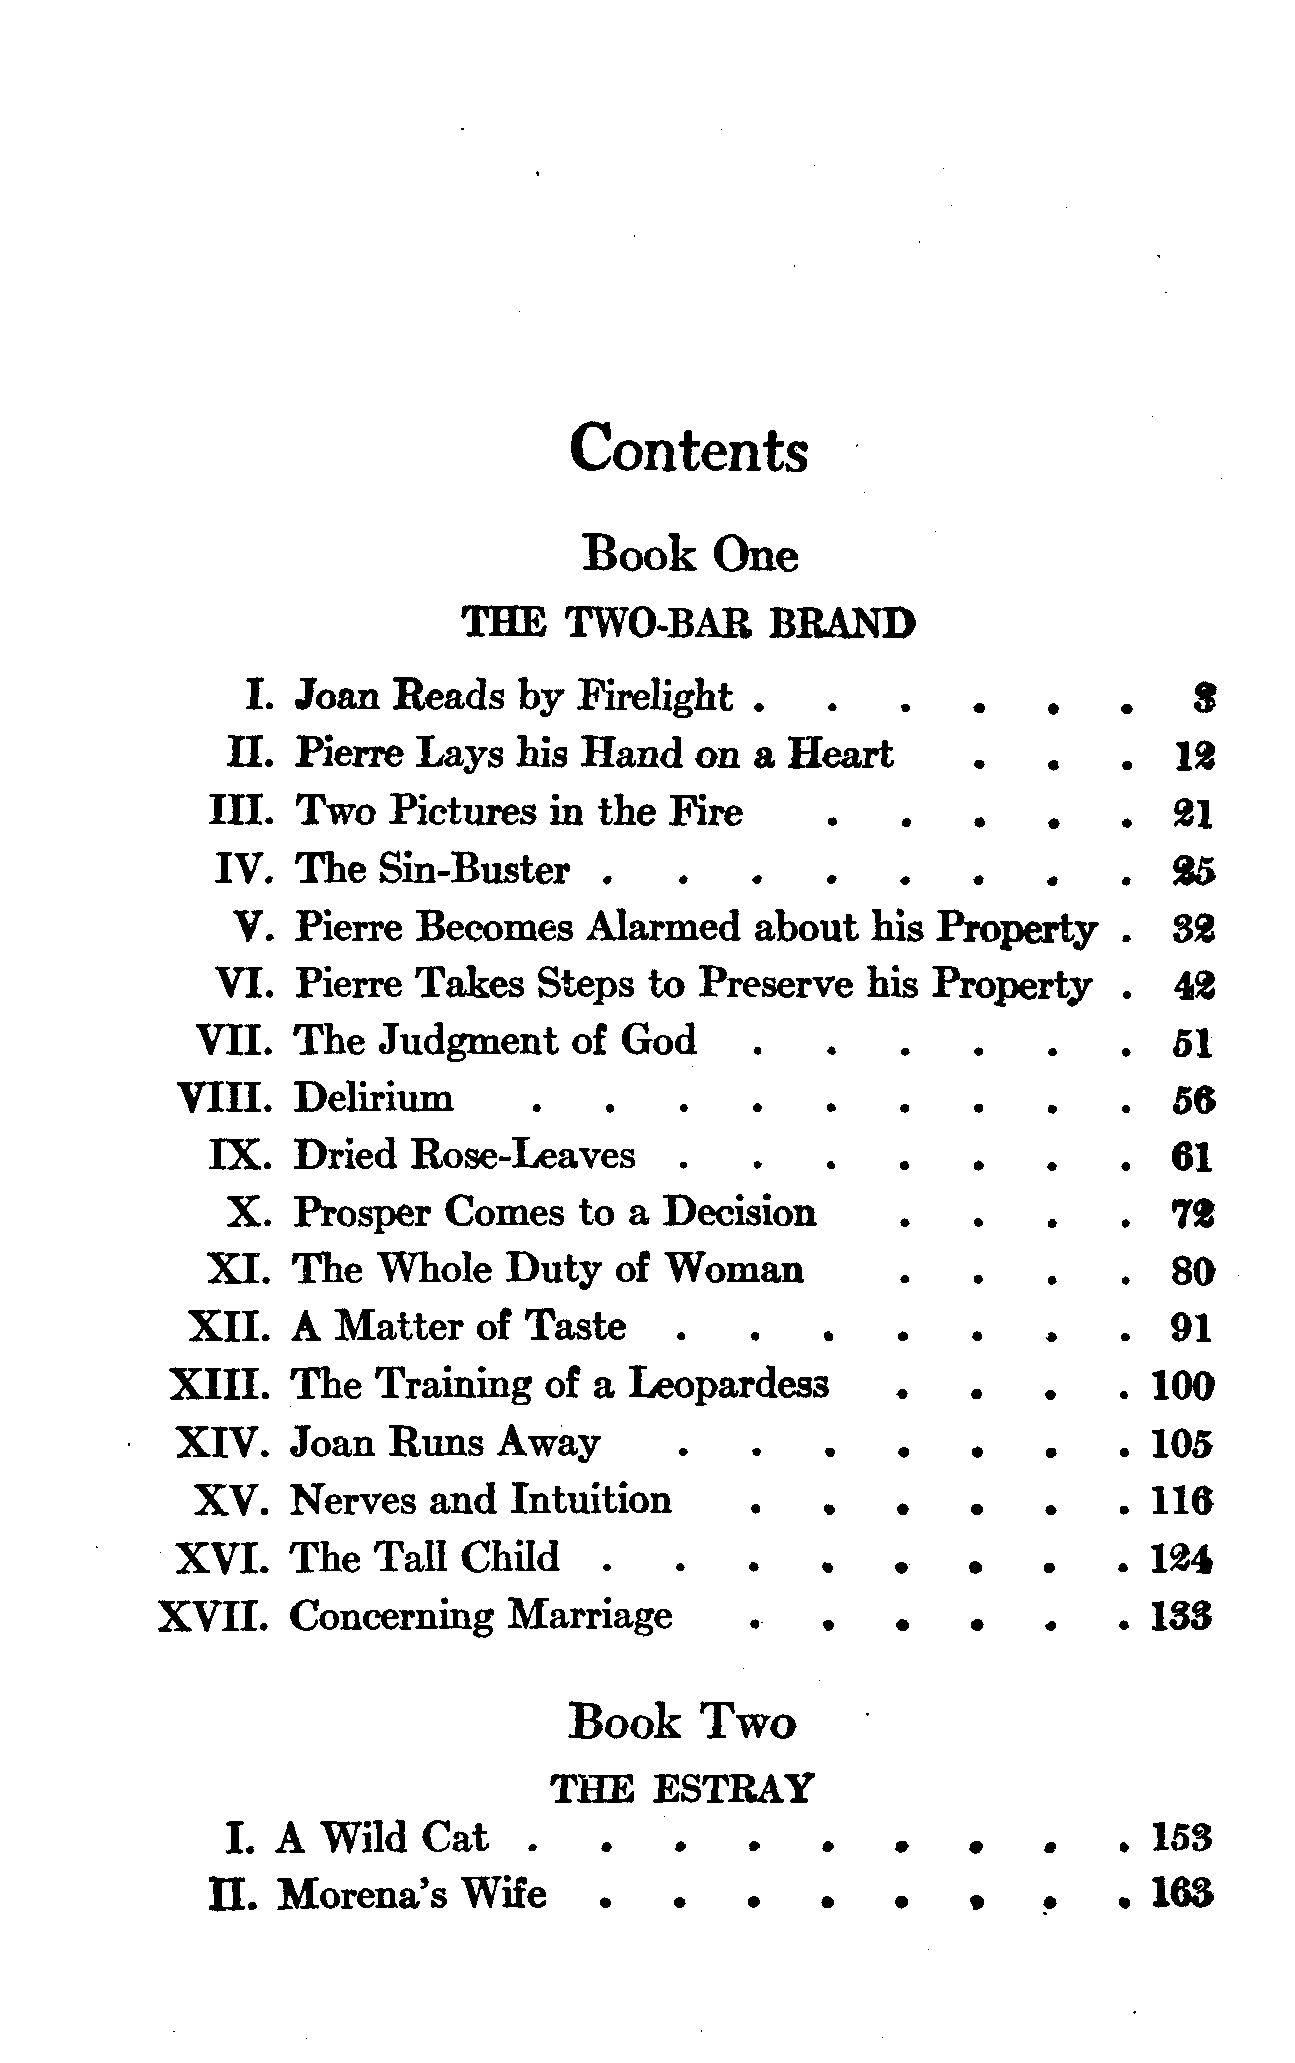 Contents
Book One
THE TWO-BAR BRAND
I. Joan Reads by Firelight . . . . . . 3
II. Pierre Lays his Hand on a Heart . . . 12
III. Two Pictures in the Fire . . . . . 21
IV. The Sin-Buster . . . . . . . . 25
V. Pierre Becomes Alarmed about his Property . 32
VI. Pierre Takes Steps to Preserve his Property . 42
VII. The Judgment of God . . . . . . 51
VIII. Delirium . . . . . . . . . 56
IX. Dried Rose-Leaves . . . . . . . 61
X. Prosper Comes to a Decision . . . . 72
XI. The Whole Duty of Woman . . . . 80
XII. A Matter of Taste . . . . . . . 91
XIII. The Training of a Leopardess . . . . 100
XIV. Joan Runs Away . . . . . . . 105
XV. Nerves and Intuition . . . . . . 116
XVI. The Tall Child . . . . . . . . 124
XVII. Concerning Marriage . . . . . . 133
Book Two
THE ESTRAY
I. A Wild Cat . . . . . . . . . 153
II. Morena's Wife . . . . . . . . 163